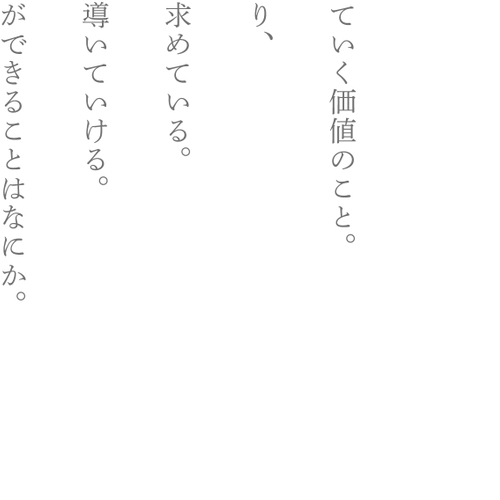 ていく価値のこと。
り、
求めている。
導いていける。
ができることはなにか。